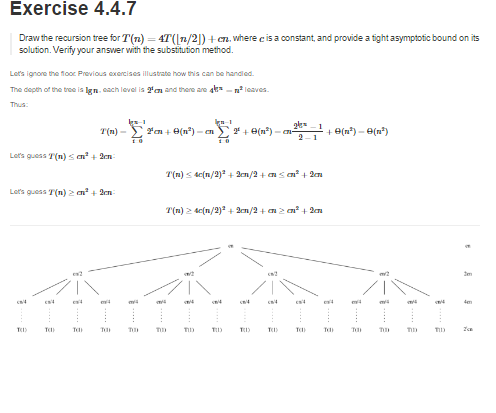 Exercise 4.4.7
Draw the recursion tree for T(n) = 4T(⌊n/2⌋) + cn, where c is a constant, and provide a tight asymptotic bound on its
solution. Verify your answer with the substitution method.
Let's ignore the floor. Previous exercises illustrate how this can be handled.
The depth of the tree is lg n, each level is 2^i cn and there are 4^{lg n} = n² leaves.
Thus:
T(n) = ∑_{i=0}^{lg n−1} 2^i cn + Θ(n²) = cn ∑_{i=0}^{lg n−1} 2^i + Θ(n²) = cn (2^{lg n} − 1)/(2 − 1) + Θ(n²) = Θ(n²)
Let's guess T(n) ≤ cn² + 2cn:
T(n) ≤ 4c(n/2)² + 2cn/2 + cn ≤ cn² + 2cn
Let's guess T(n) ≥ cn² + 2cn:
T(n) ≥ 4c(n/2)² + 2cn/2 + cn ≥ cn² + 2cn
cn cn
cn/2 cn/2 cn/2 cn/2 2cn
cn/4 cn/4 cn/4 cn/4 cn/4 cn/4 cn/4 cn/4 cn/4 cn/4 cn/4 cn/4 cn/4 cn/4 cn/4 cn/4 4cn
T(1) T(1) T(1) T(1) T(1) T(1) T(1) T(1) T(1) T(1) T(1) T(1) T(1) T(1) T(1) T(1)